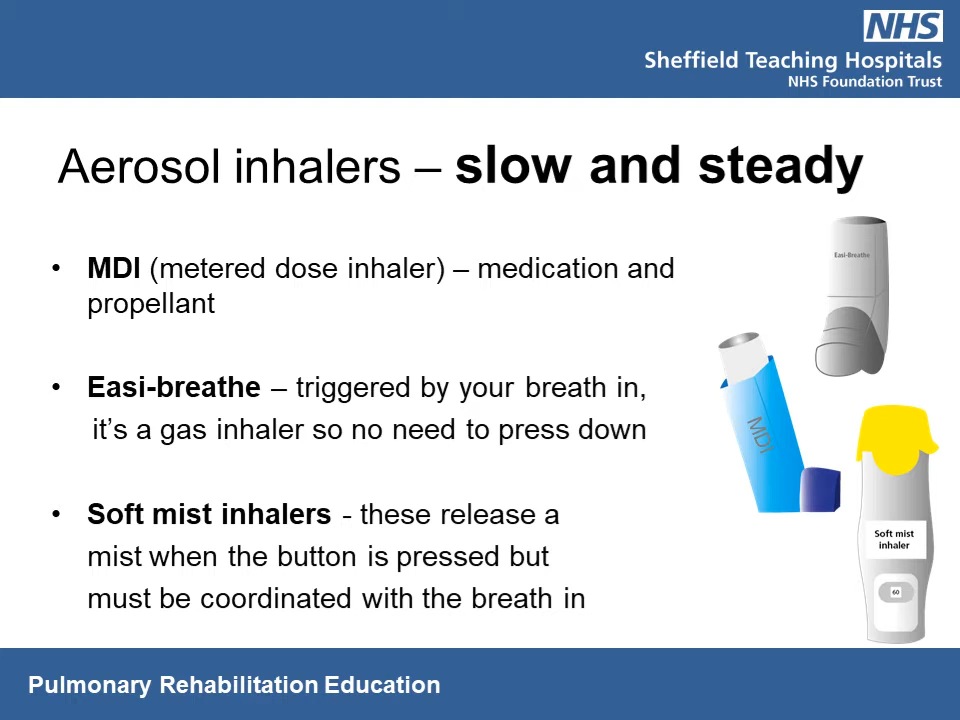 NHS
Sheffield Teaching Hospitals
NHS Foundation Trust
Aerosol inhalers – slow and steady
• MDI (metered dose inhaler) – medication and
propellant
• Easi-breathe – triggered by your breath in,
it’s a gas inhaler so no need to press down
• Soft mist inhalers - these release a
mist when the button is pressed but
must be coordinated with the breath in
Easi-Breathe
MDI
Soft mist
inhaler
60
Pulmonary Rehabilitation Education